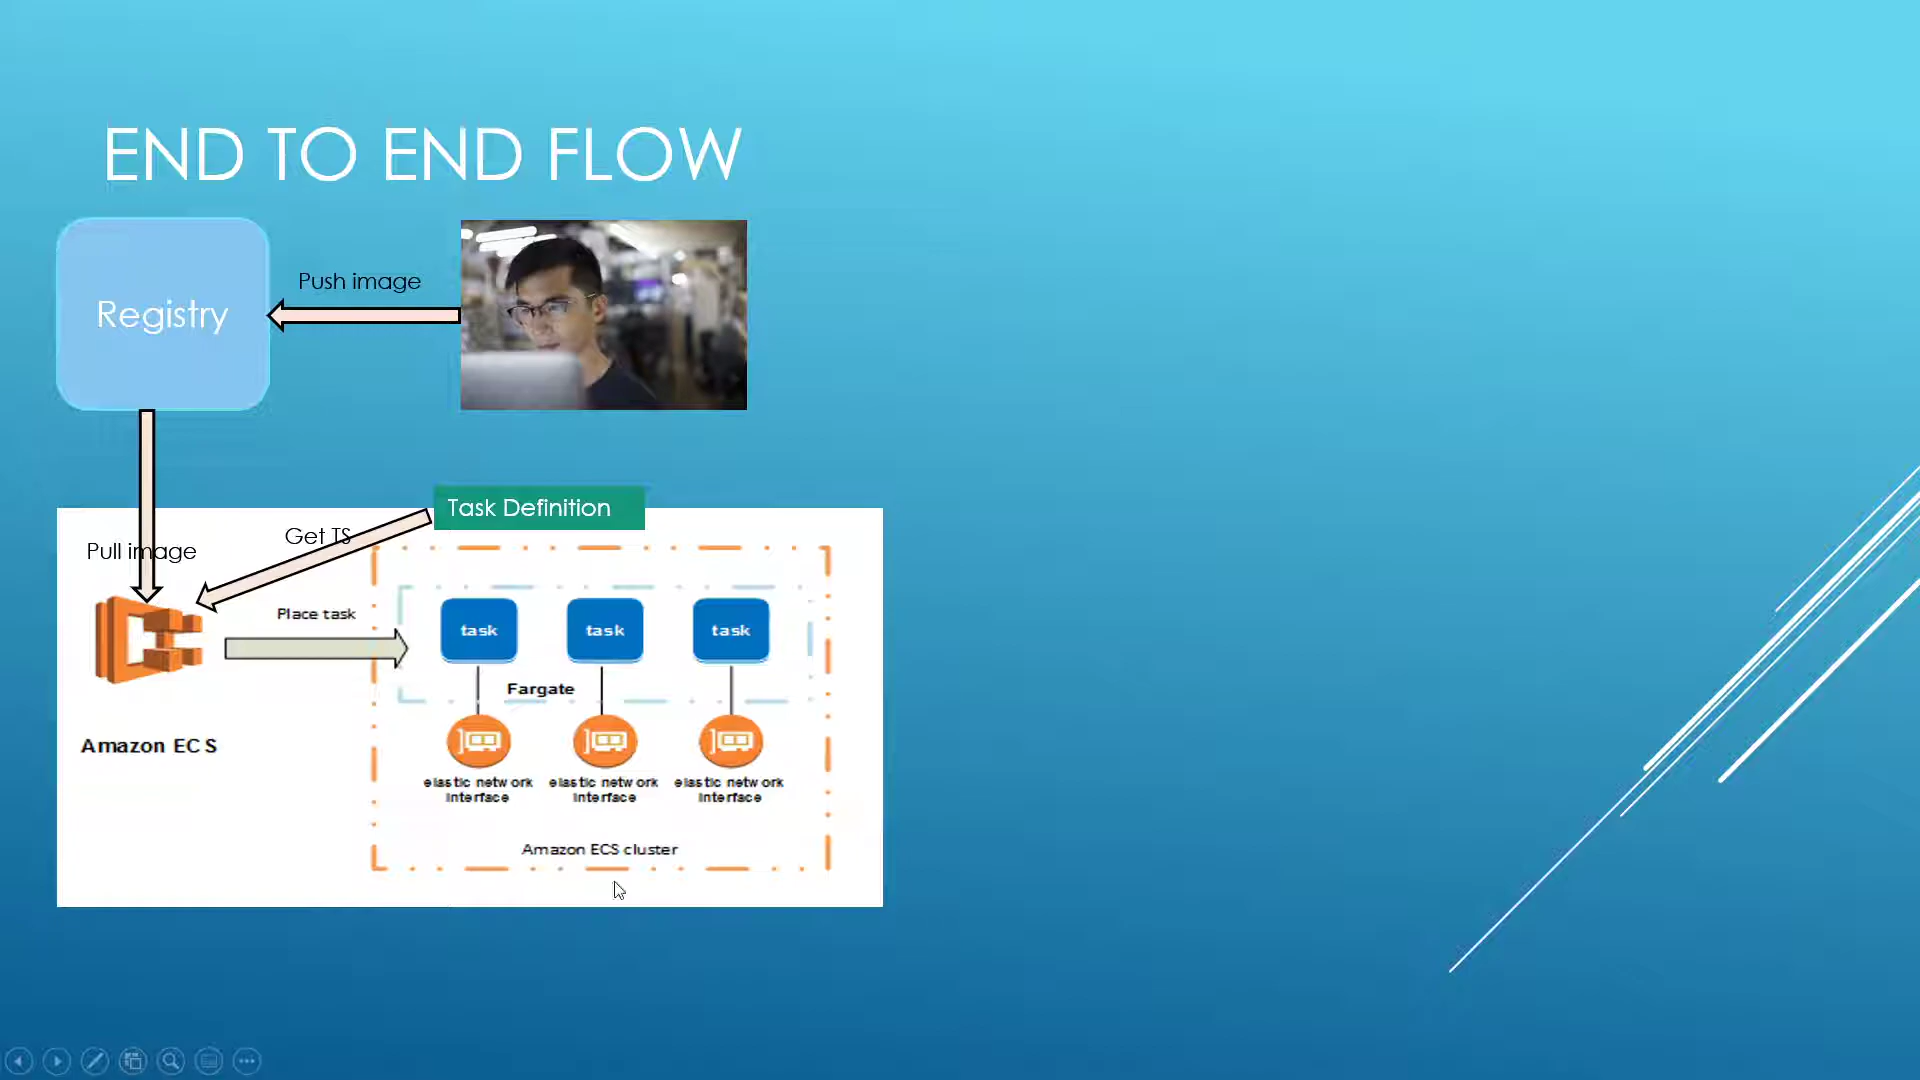 END TO END FLOW
Push image
Registry
Task Definition
Get TS
Pull image
Place task
task task task
Fargate
Amazon ECS
elastic network interface
elastic network interface
elastic network interface
Amazon ECS cluster